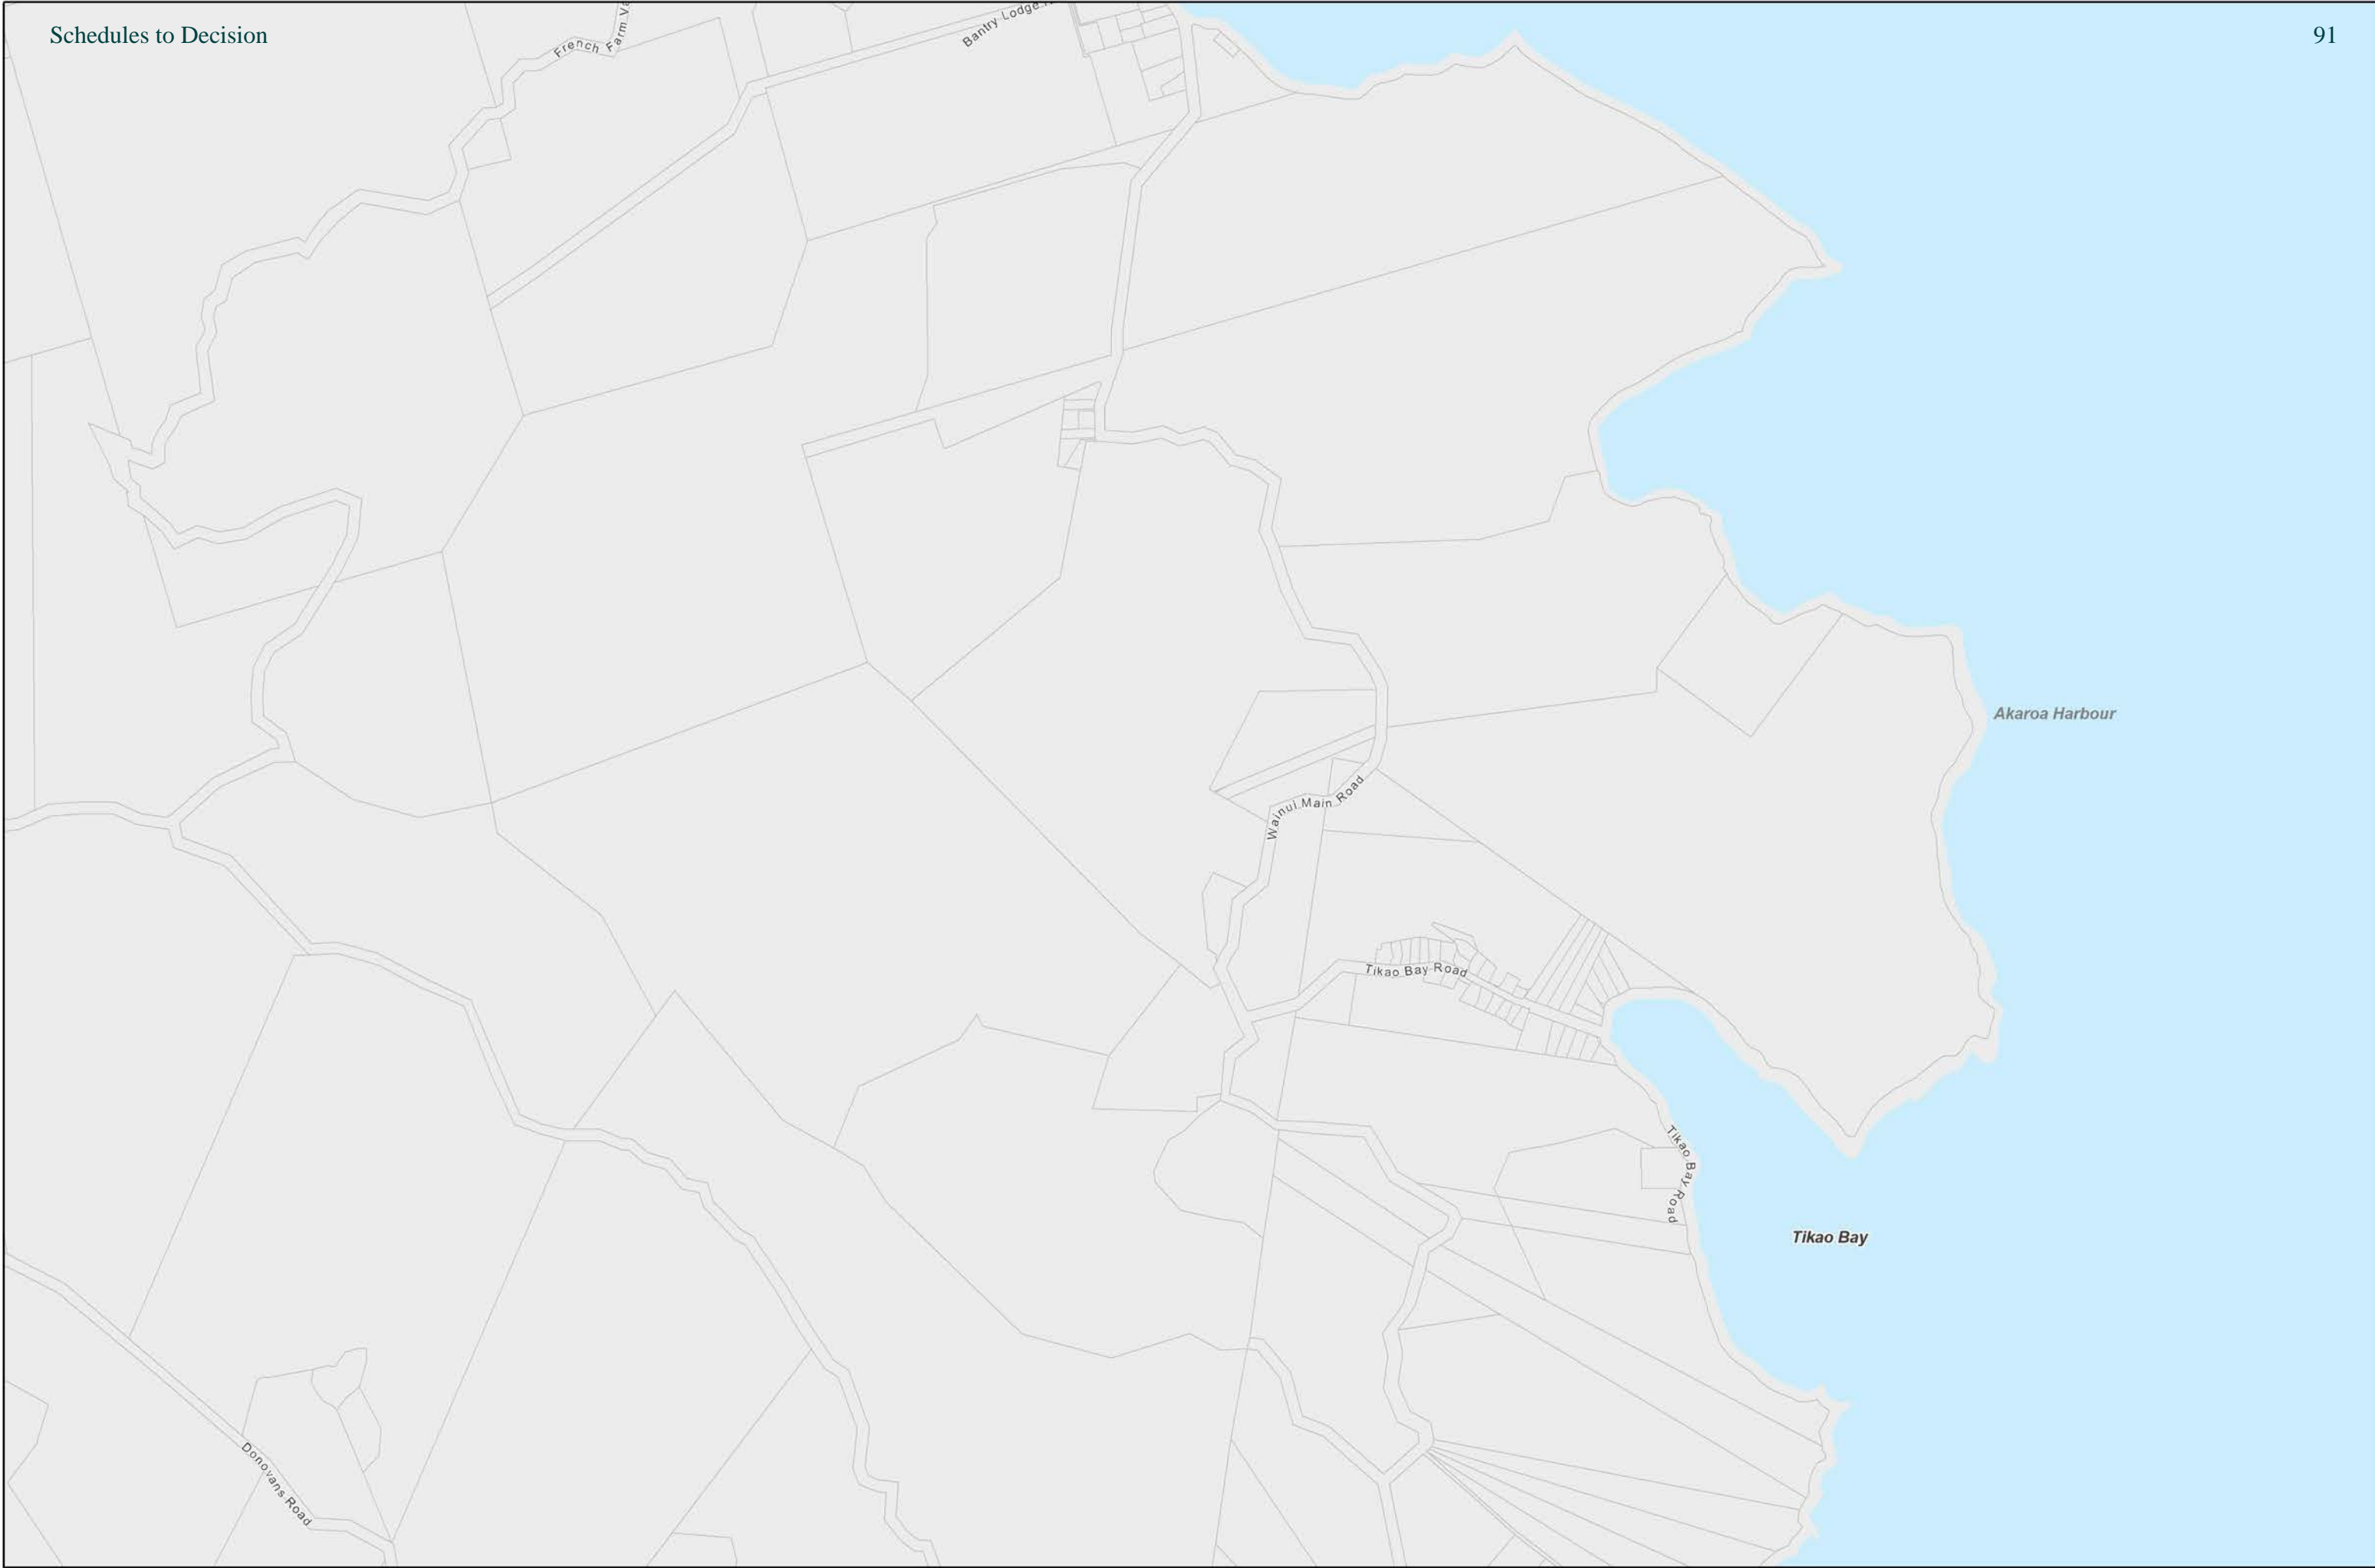 Schedules to Decision
91
French Farm
Bantry Lodge
Akaroa Harbour
Wainui Main Road
Tikao Bay Road
Tikao Bay Road
Tikao Bay
Donovans Road